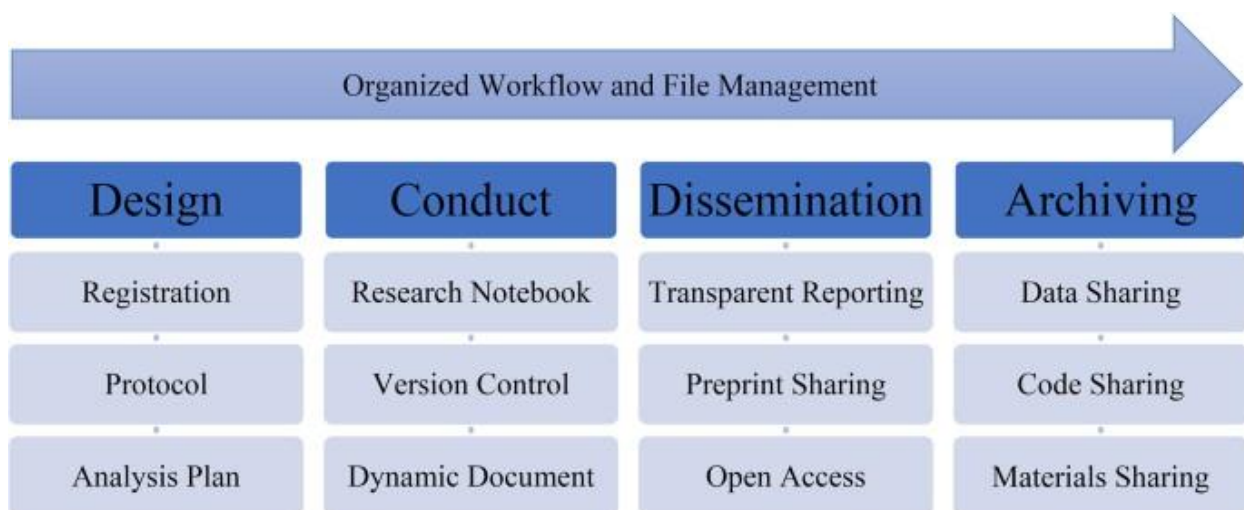 Organized Workflow and File Management
Design
Conduct
Dissemination
Archiving
Registration
Research Notebook
Transparent Reporting
Data Sharing
Protocol
Version Control
Preprint Sharing
Code Sharing
Analysis Plan
Dynamic Document
Open Access
Materials Sharing